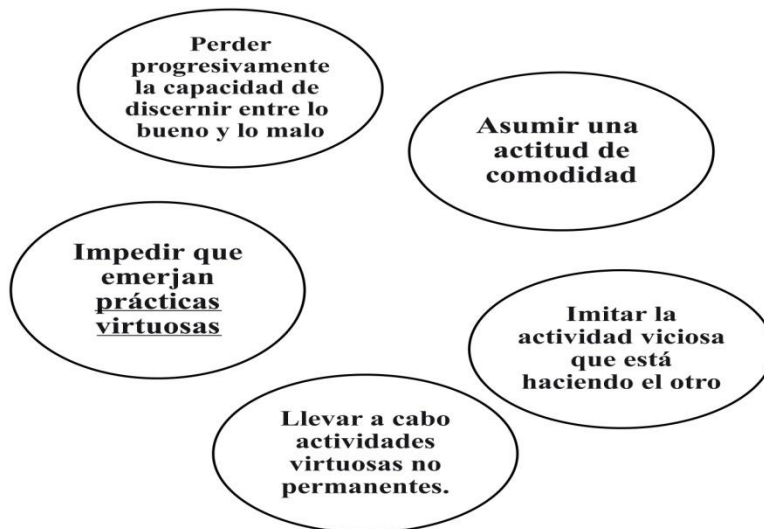 Perder
progresivamente
la capacidad de
discernir entre lo
bueno y lo malo
Asumir una
actitud de
comodidad
Impedir que
emerjan
prácticas
virtuosas
Imitar la
actividad viciosa
que está
haciendo el otro
Llevar a cabo
actividades
virtuosas no
permanentes.